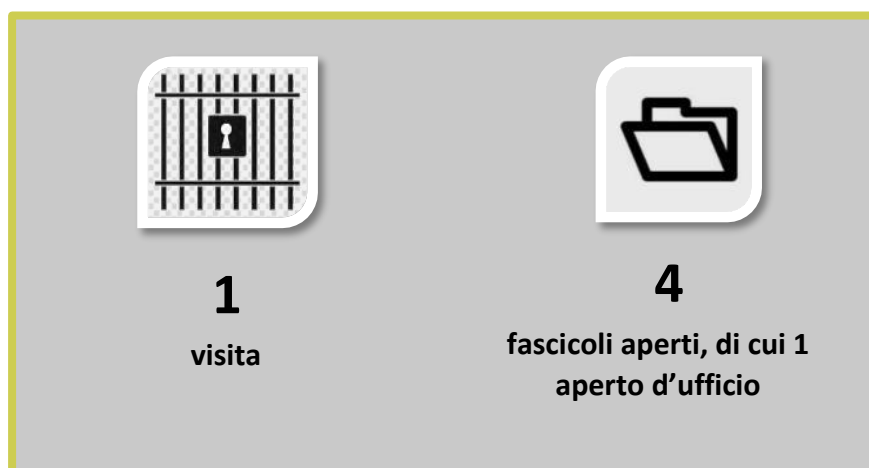 1
visita
4
fascicoli aperti, di cui 1
aperto d’ufficio